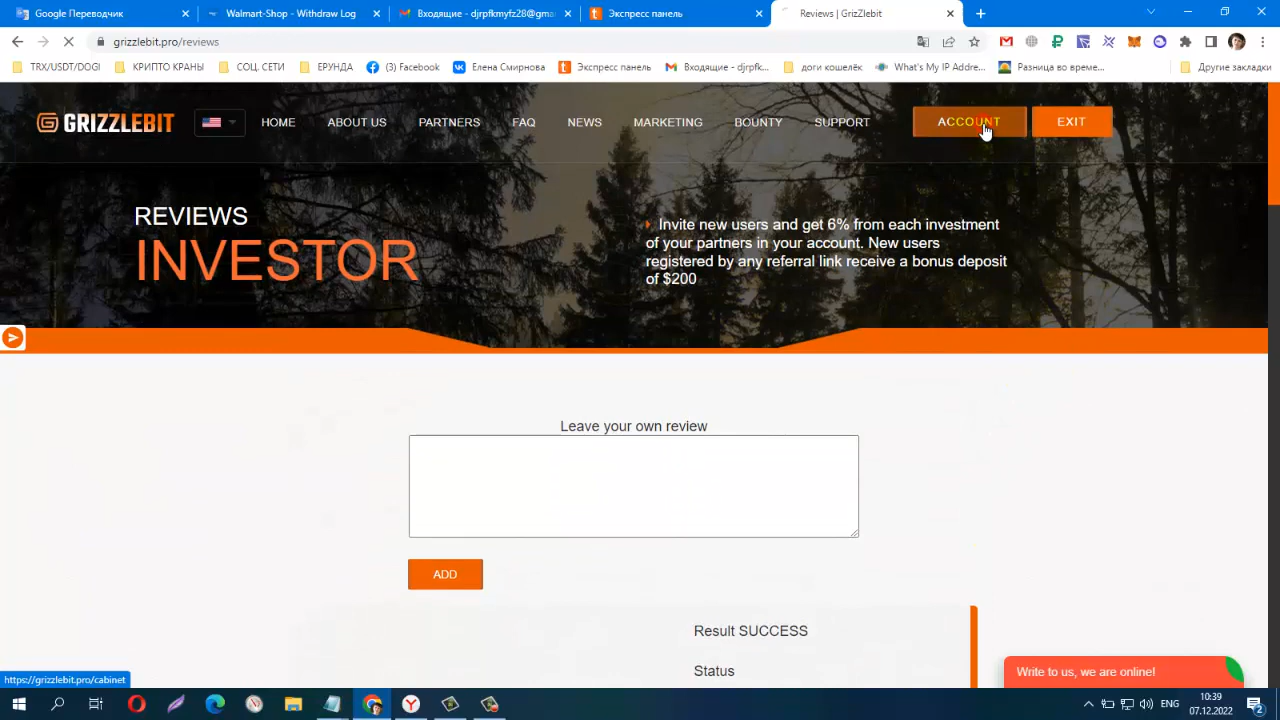 Google Переводчик
Walmart-Shop - Withdraw Log
Входящие - djrpfkmyfz28@gma
Экспресс панель
Reviews | GrizZlebit
grizzlebit.pro/reviews
TRX/USDT/DOGI
КРИПТО КРАНЫ
СОЦ. СЕТИ
ЕРУНДА
(3) Facebook
Елена Смирнова
Экспресс панель
Входящие - djrpfk...
доги кошелёк
What's My IP Addre...
Разница во време...
Другие закладки
GRIZZLEBIT
HOME
ABOUT US
PARTNERS
FAQ
NEWS
MARKETING
BOUNTY
SUPPORT
ACCOUNT
EXIT
REVIEWS
INVESTOR
Invite new users and get 6% from each investment
of your partners in your account. New users
registered by any referral link receive a bonus deposit
of $200
Leave your own review
ADD
Result SUCCESS
Status
https://grizzlebit.pro/cabinet
Write to us, we are online!
ENG
10:39
07.12.2022
2